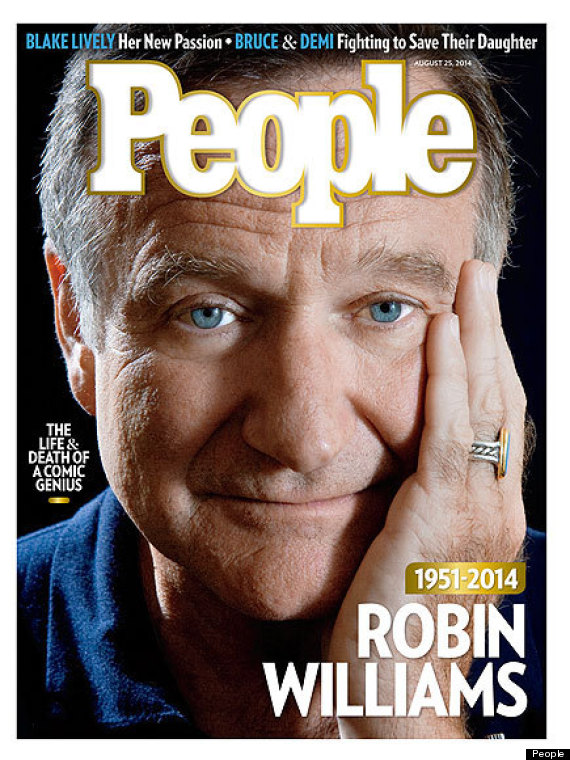 BLAKE LIVELY Her New Passion • BRUCE & DEMI Fighting to Save Their Daughter
AUGUST 25, 2014
People
THE
LIFE &
DEATH OF
A COMIC
GENIUS
1951-2014
ROBIN
WILLIAMS
People